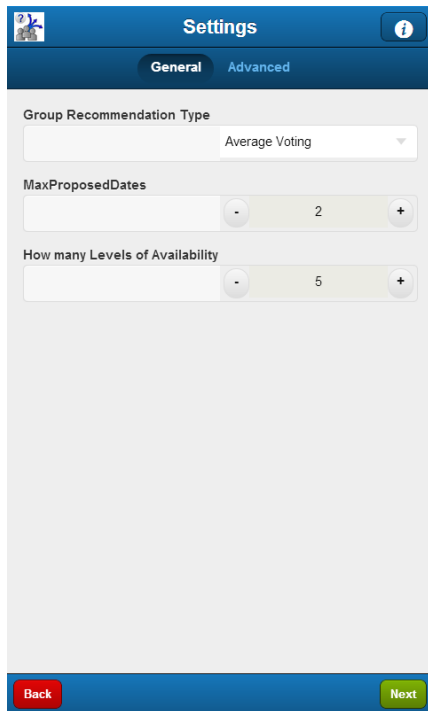 Settings
General Advanced
Group Recommendation Type
Average Voting
MaxProposedDates
- 2 +
How many Levels of Availability
- 5 +
Back Next